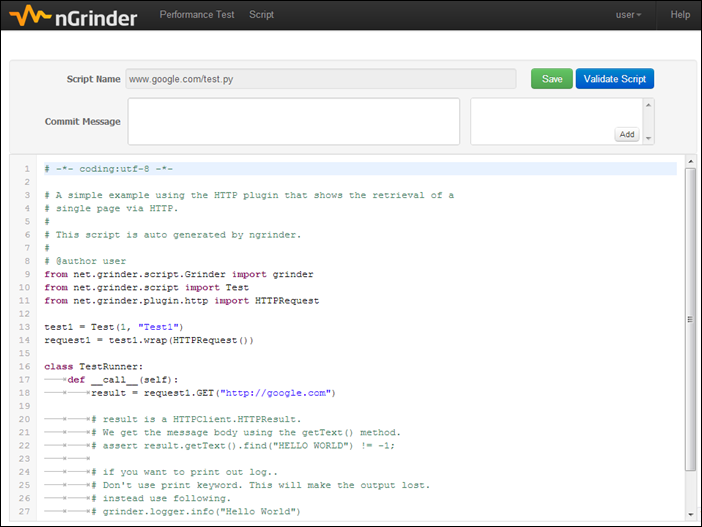 nGrinder Performance Test Script user Help
Script Name www.google.com/test.py Save Validate Script
Commit Message Add
1 # -*- coding:utf-8 -*-
2
3 # A simple example using the HTTP plugin that shows the retrieval of a
4 # single page via HTTP.
5 #
6 # This script is auto generated by ngrinder.
7 #
8 # @author user
9 from net.grinder.script.Grinder import grinder
10 from net.grinder.script import Test
11 from net.grinder.plugin.http import HTTPRequest
12
13 test1 = Test(1, "Test1")
14 request1 = test1.wrap(HTTPRequest())
15
16 class TestRunner:
17 def __call__(self):
18 result = request1.GET("http://google.com")
19
20 # result is a HTTPClient.HTTPResult.
21 # We get the message body using the getText() method.
22 # assert result.getText().find("HELLO WORLD") != -1;
23
24 # if you want to print out log..
25 # Don't use print keyword. This will make the output lost.
26 # instead use following.
27 # grinder.logger.info("Hello World")